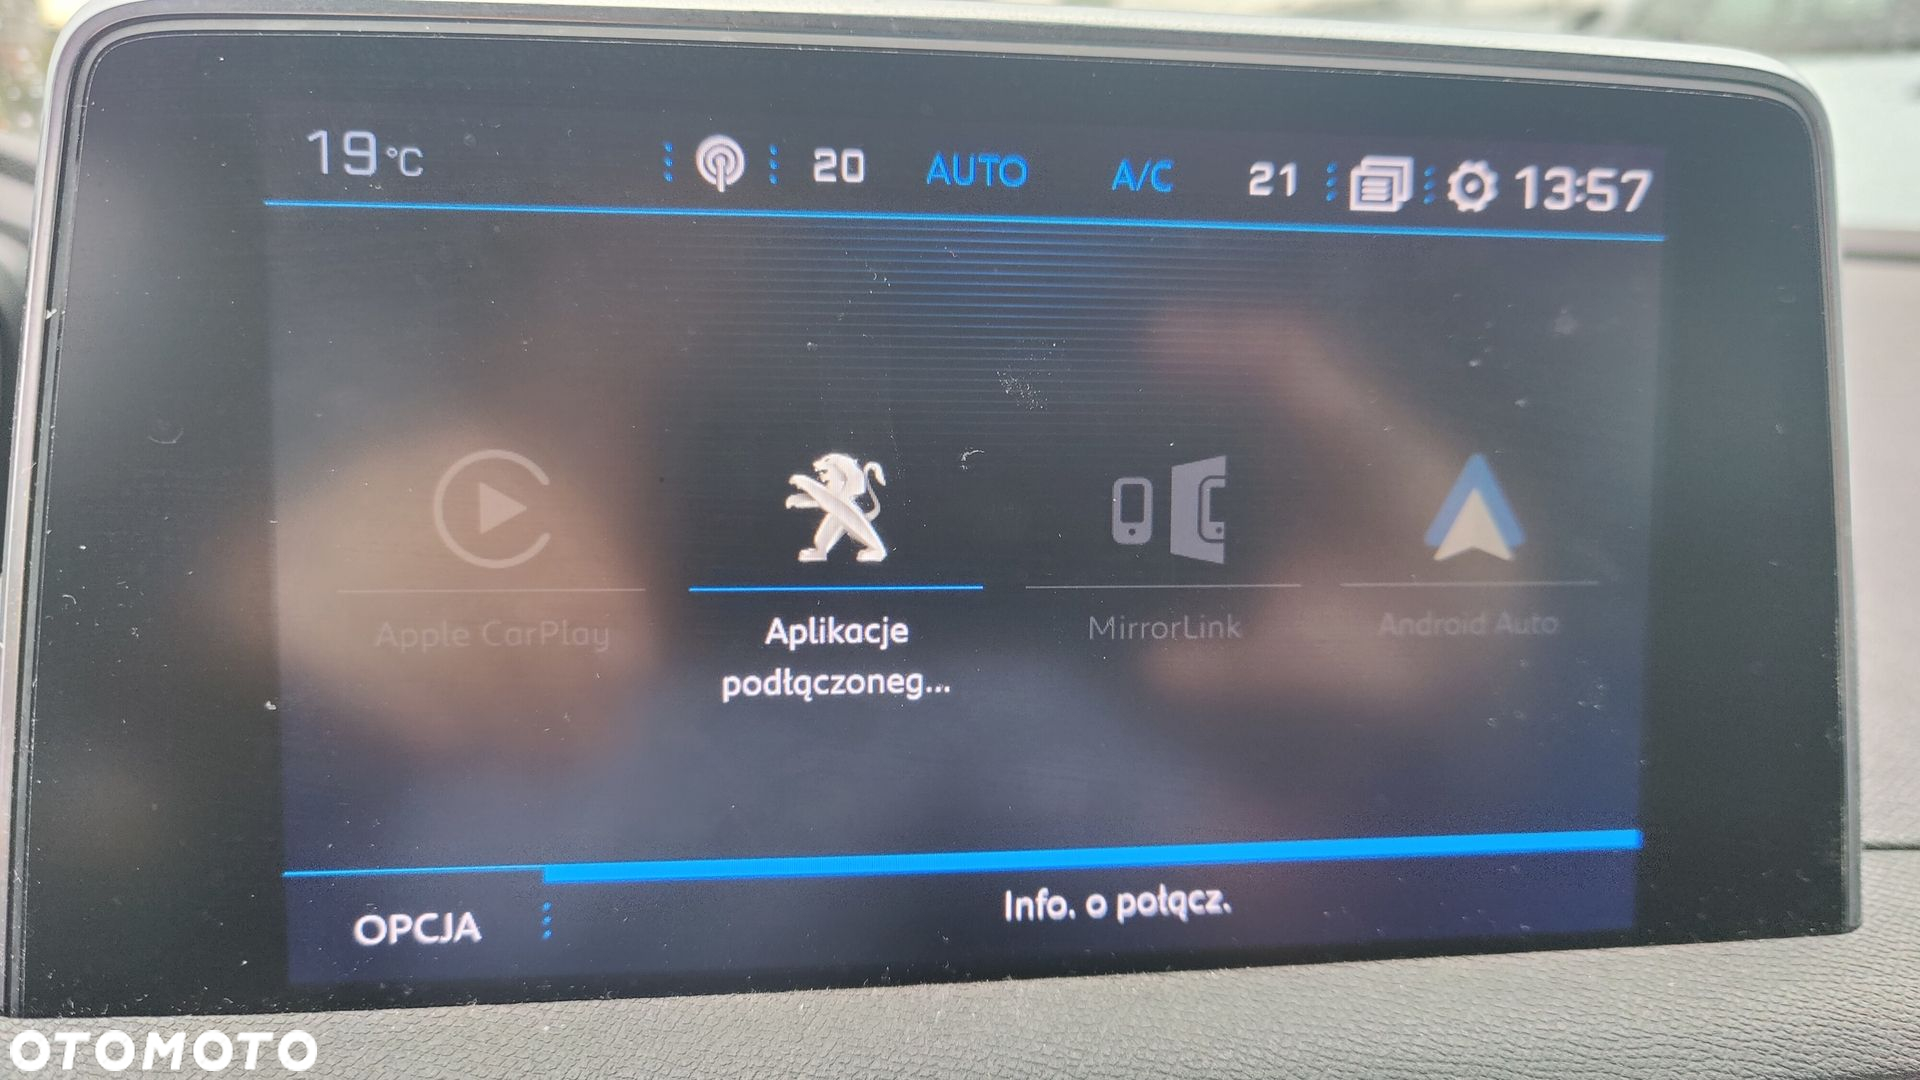 19°C 20 AUTO A/C 21 13:57
Apple CarPlay
Aplikacje
podłączoneg...
MirrorLink
Android Auto
OPCJA
Info. o połącz.
OTOMOTO